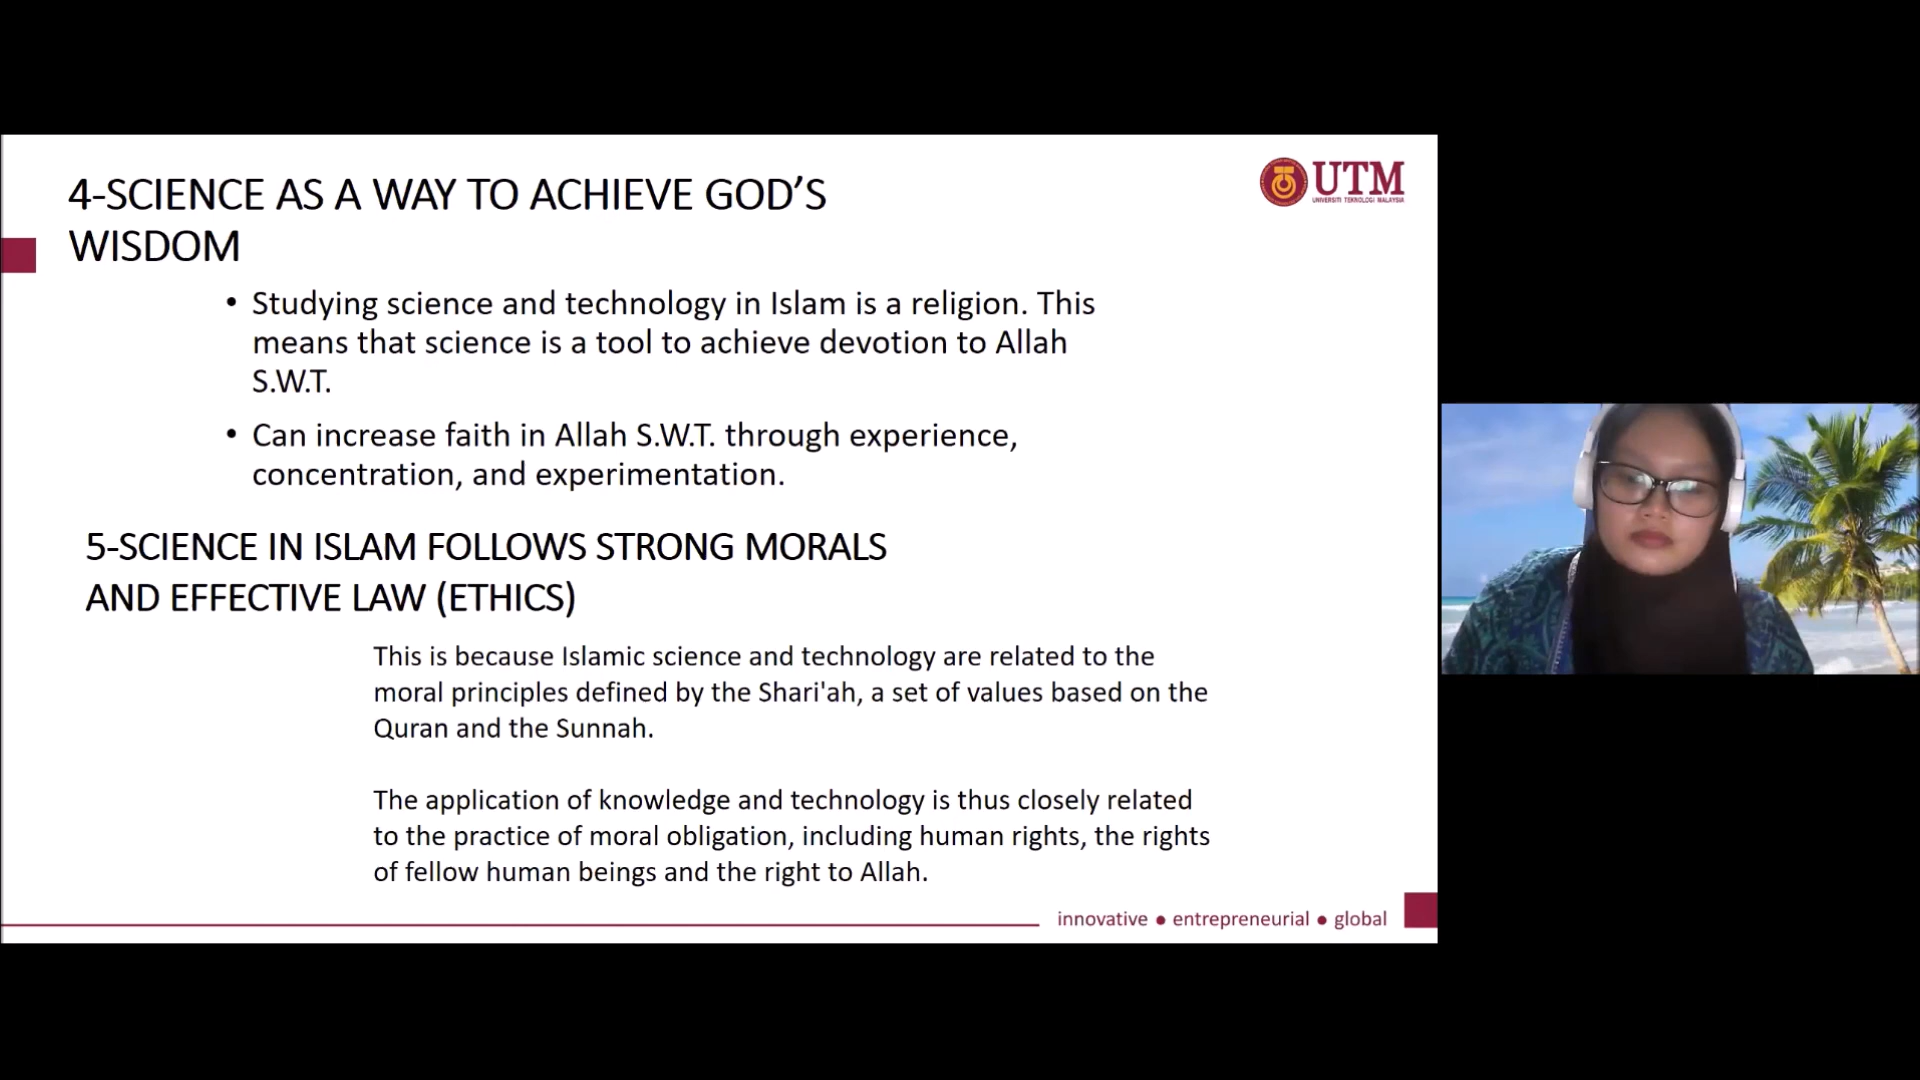 4-SCIENCE AS A WAY TO ACHIEVE GOD’S
WISDOM
UTM
UNIVERSITI TEKNOLOGI MALAYSIA
• Studying science and technology in Islam is a religion. This
means that science is a tool to achieve devotion to Allah
S.W.T.
• Can increase faith in Allah S.W.T. through experience,
concentration, and experimentation.
5-SCIENCE IN ISLAM FOLLOWS STRONG MORALS
AND EFFECTIVE LAW (ETHICS)
This is because Islamic science and technology are related to the
moral principles defined by the Shari'ah, a set of values based on the
Quran and the Sunnah.
The application of knowledge and technology is thus closely related
to the practice of moral obligation, including human rights, the rights
of fellow human beings and the right to Allah.
innovative ● entrepreneurial ● global